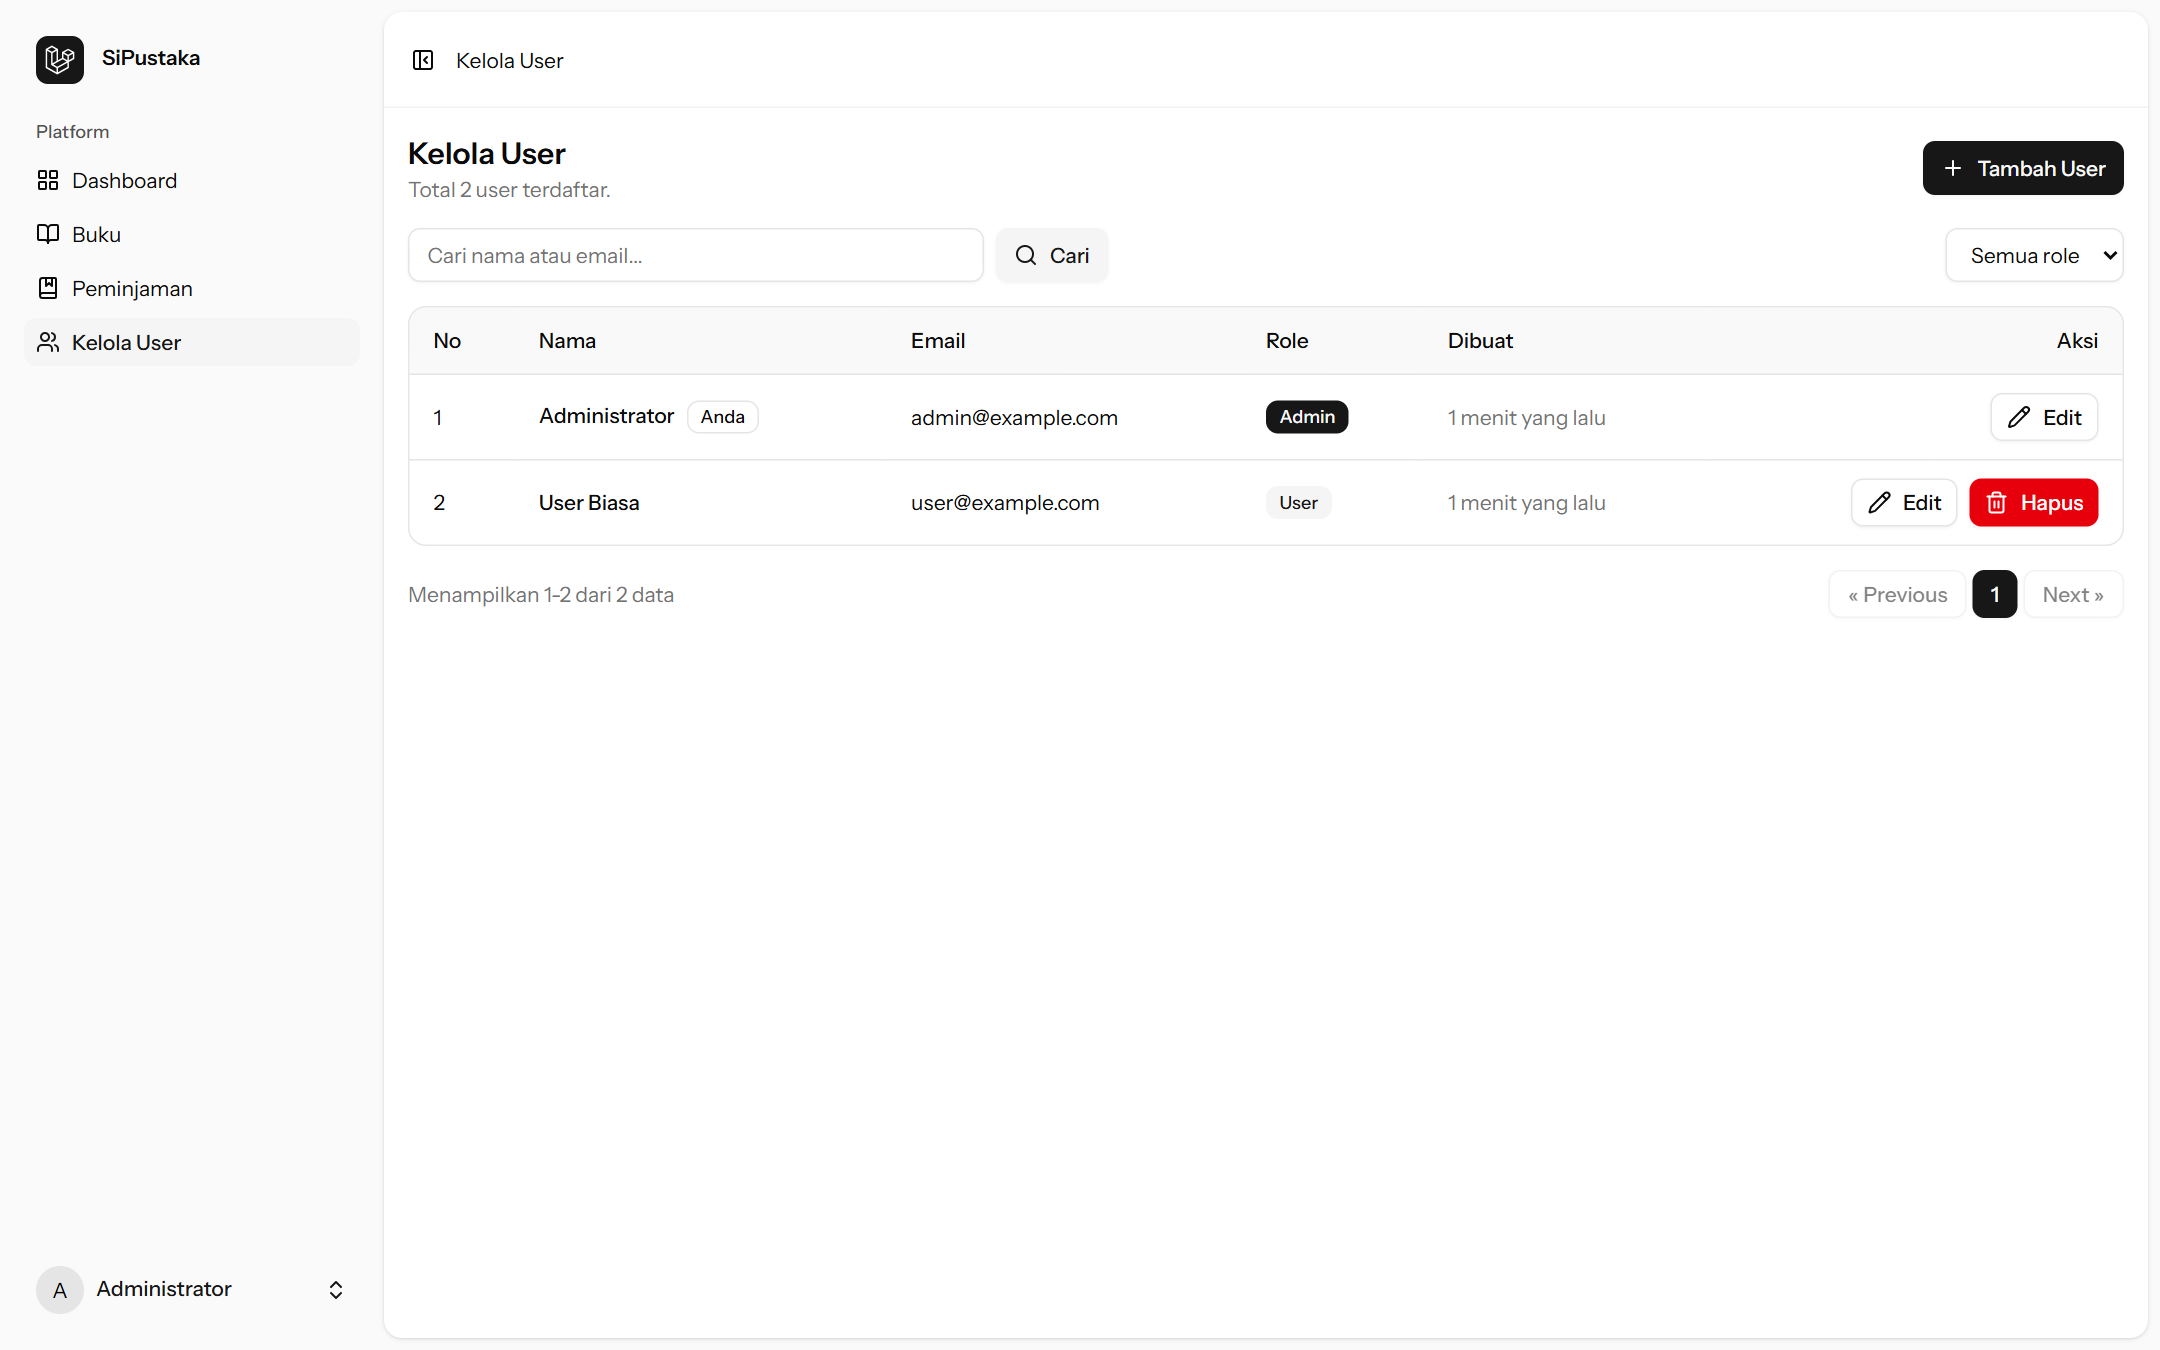 SiPustaka
Platform
Dashboard
Buku
Peminjaman
Kelola User
A Administrator
Kelola User
Kelola User
Total 2 user terdaftar.
+ Tambah User
Cari nama atau email...
Cari
Semua role
No Nama Email Role Dibuat Aksi
1 Administrator Anda admin@example.com Admin 1 menit yang lalu Edit
2 User Biasa user@example.com User 1 menit yang lalu Edit Hapus
Menampilkan 1-2 dari 2 data
« Previous 1 Next »